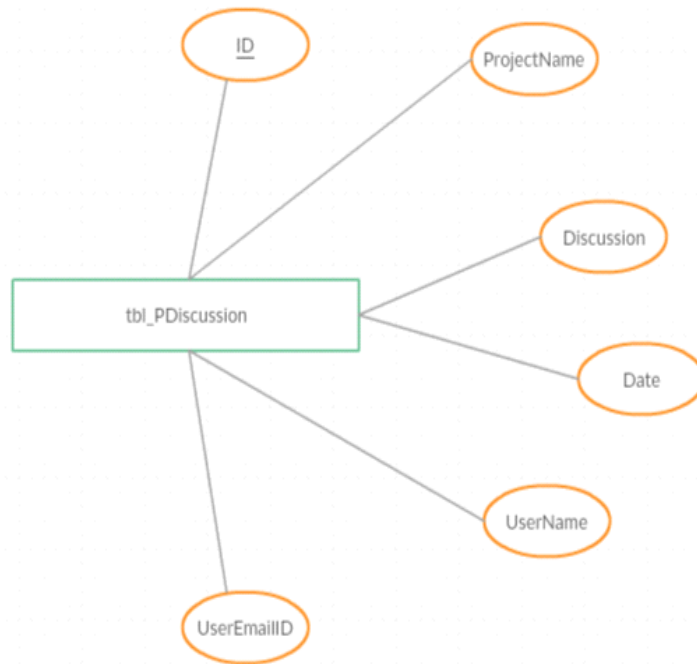 ID
ProjectName
Discussion
tbl_PDiscussion
Date
UserName
UserEmailID